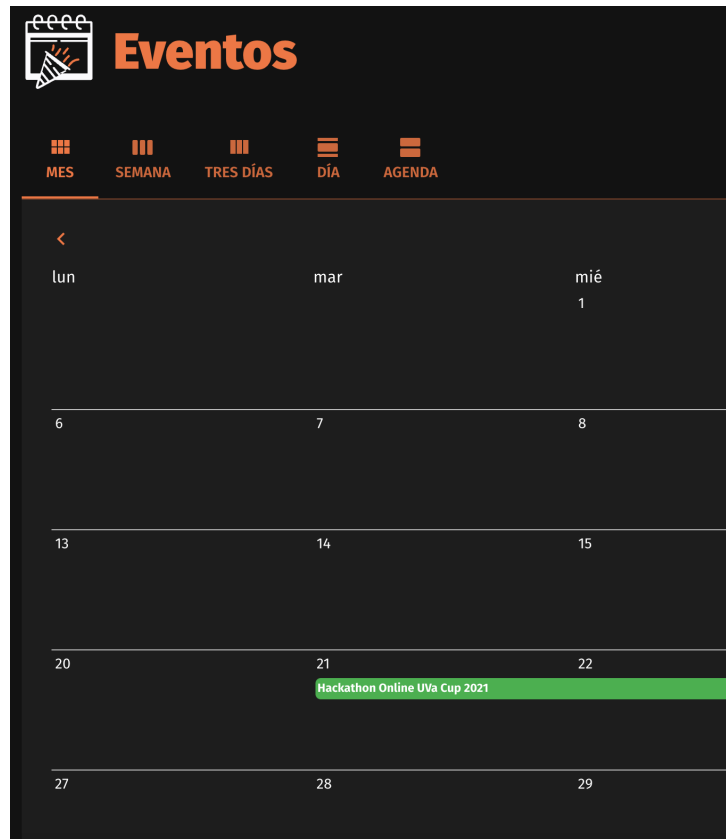 Eventos
MES SEMANA TRES DÍAS DÍA AGENDA
lun mar mié
1
6 7 8
13 14 15
20 21 22
Hackathon Online UVa Cup 2021
27 28 29